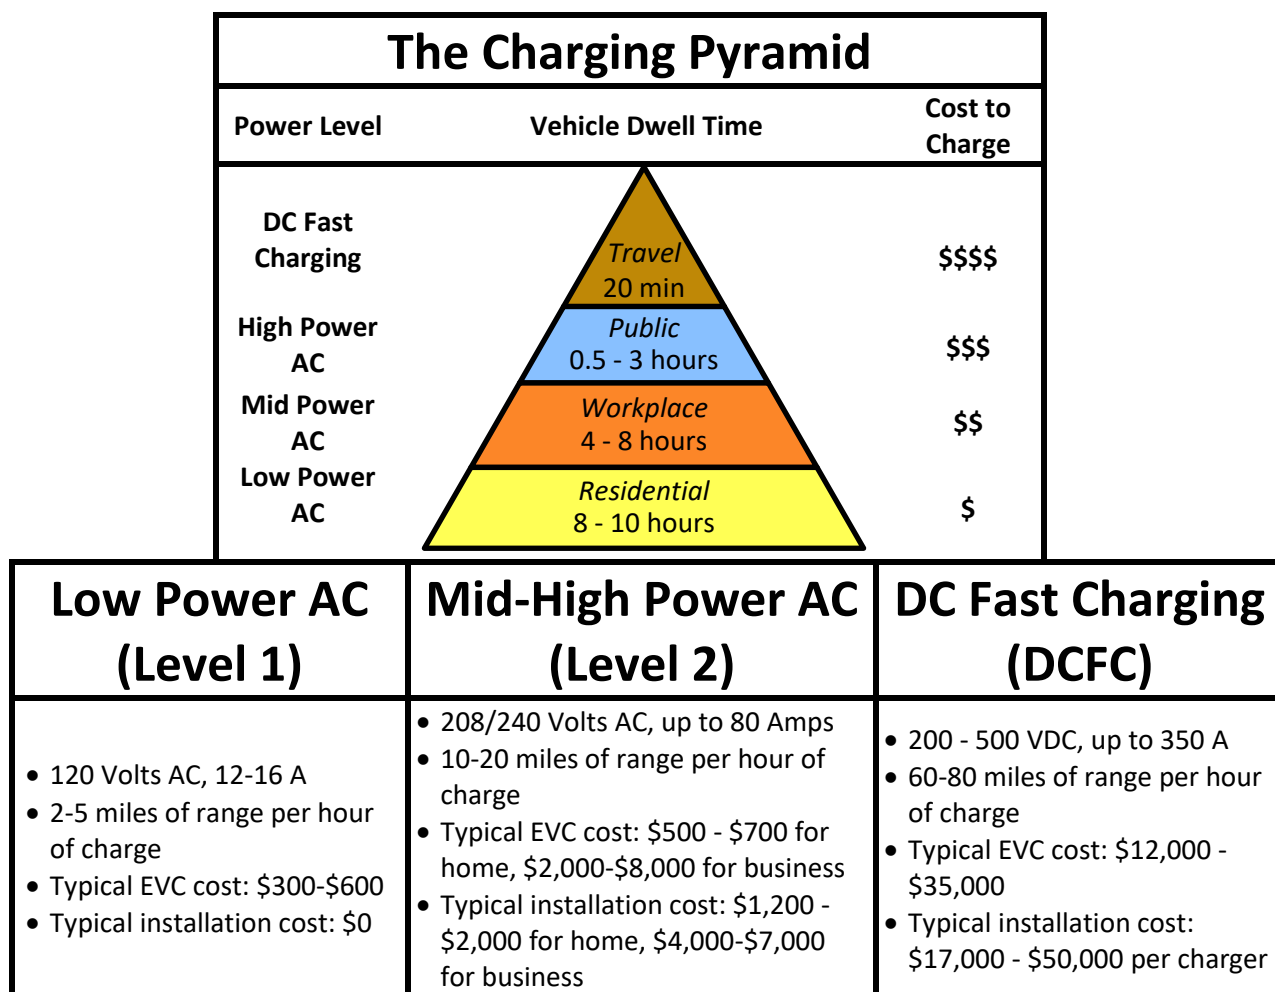 The Charging Pyramid
Power Level
Vehicle Dwell Time
Cost to
Charge
DC Fast
Charging
Travel
20 min
$$$$
High Power
AC
Public
0.5 - 3 hours
$$$
Mid Power
AC
Workplace
4 - 8 hours
$$
Low Power
AC
Residential
8 - 10 hours
$
Low Power AC
(Level 1)
Mid-High Power AC
(Level 2)
DC Fast Charging
(DCFC)
• 120 Volts AC, 12-16 A
• 2-5 miles of range per hour
of charge
• Typical EVC cost: $300-$600
• Typical installation cost: $0
• 208/240 Volts AC, up to 80 Amps
• 10-20 miles of range per hour of
charge
• Typical EVC cost: $500 - $700 for
home, $2,000-$8,000 for business
• Typical installation cost: $1,200 -
$2,000 for home, $4,000-$7,000
for business
• 200 - 500 VDC, up to 350 A
• 60-80 miles of range per hour
of charge
• Typical EVC cost: $12,000 -
$35,000
• Typical installation cost:
$17,000 - $50,000 per charger